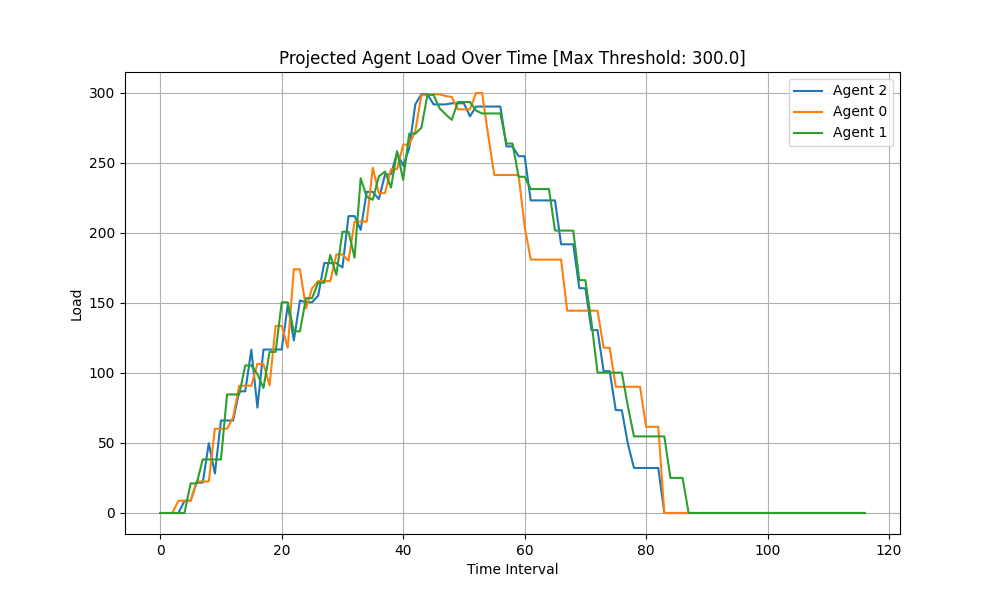 Projected Agent Load Over Time [Max Threshold: 300.0]
Agent 2
Agent 0
Agent 1
Load
300
250
200
150
100
50
0
0 20 40 60 80 100 120
Time Interval